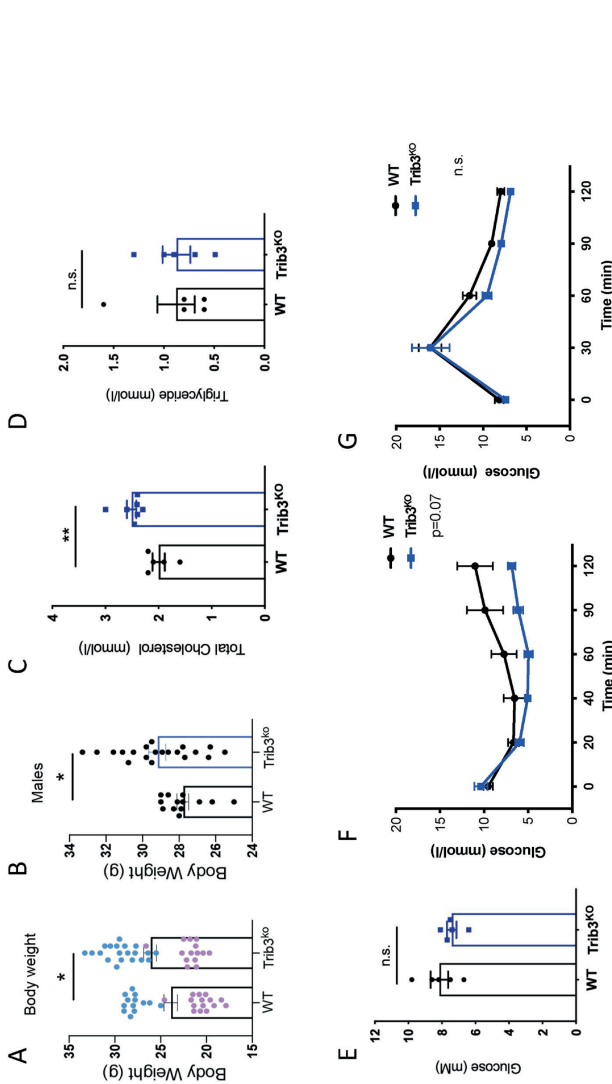 A
Body weight
*
Body Weight (g)
35
30
25
20
15
WT
Trib3KO
B
Males
*
Body Weight (g)
34
32
30
28
26
24
WT
Trib3KO
C
**
Total Cholesterol (mmol/l)
4
3
2
1
0
WT
Trib3KO
D
n.s.
Triglyceride (mmol/l)
2.0
1.5
1.0
0.5
0.0
WT
Trib3KO
E
n.s.
Glucose (mM)
12
10
8
6
4
2
0
WT
Trib3KO
F
WT
Trib3KO
p=0.07
Glucose (mmol/l)
20
15
10
5
0
0 20 40 60 90 120
Time (min)
G
WT
Trib3KO
n.s.
Glucose (mmol/l)
20
15
10
5
0
0 30 60 90 120
Time (min)